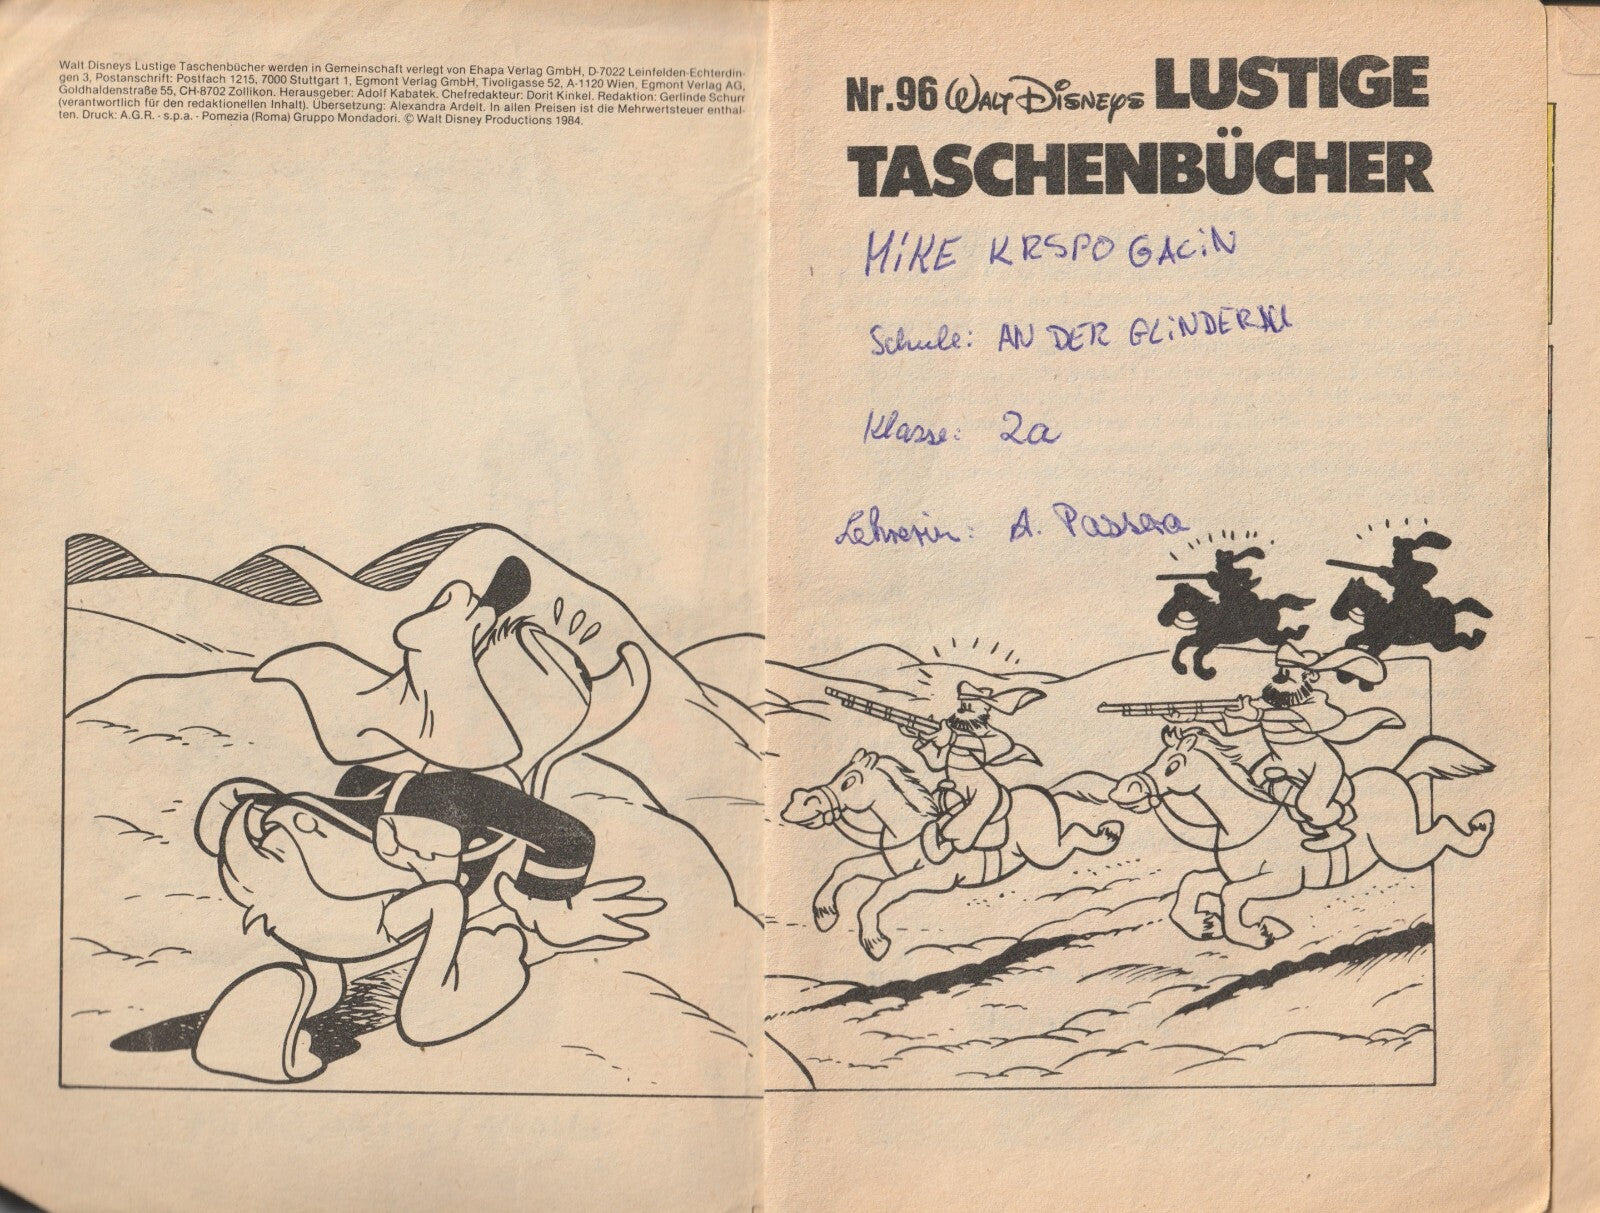 Walt Disneys Lustige Taschenbücher werden in Gemeinschaft verlegt von Ehapa Verlag GmbH, D-7022 Leinfelden-Echterdin-
gen 3, Postanschrift: Postfach 1215, 7000 Stuttgart 1, Egmont Verlag GmbH, Tivoligasse 52, A-1120 Wien, Egmont Verlag AG,
Goldhaldenstraße 55, CH-8702 Zollikon. Herausgeber: Adolf Kabatek. Chefredakteur: Dorit Kinkel. Redaktion: Gerlinde Schurr
(verantwortlich für den redaktionellen Inhalt). Übersetzung: Alexandra Ardelt. In allen Preisen ist die Mehrwertsteuer enthal-
ten. Druck: A.G.R. - s.p.a. - Pomezia (Roma) Gruppo Mondadori. © Walt Disney Productions 1984.
Nr. 96 WALT DISNEYS LUSTIGE
TASCHENBÜCHER
MiKE KRSPOGACiN
Schule: AN DER
Klasse: 2a
Lehrerin: A. Passera